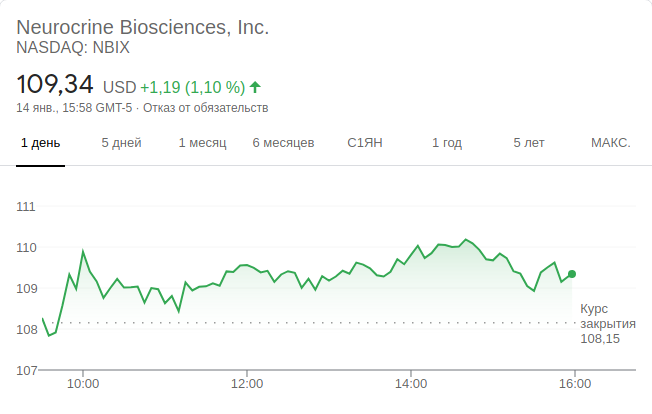 Neurocrine Biosciences, Inc.
NASDAQ: NBIX
109,34 USD +1,19 (1,10 %)
14 янв., 15:58 GMT-5 · Отказ от обязательств
1 день 5 дней 1 месяц 6 месяцев С1ЯН 1 год 5 лет МАКС.
111
110
109
108
107
Курс
закрытия
108,15
10:00 12:00 14:00 16:00